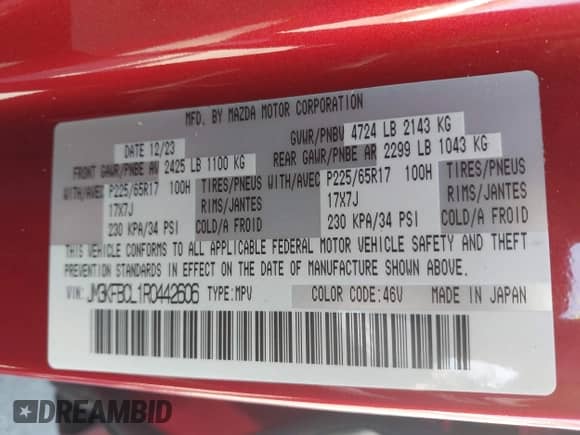 MFD. BY MAZDA MOTOR CORPORATION
DATE 12/23 GVWR/PNBV 4724 LB 2143 KG
FRONT GAWR/PNBE AV 2425 LB 1100 KG REAR GAWR/PNBE AR 2299 LB 1043 KG
WITH/AVEC P225/65R17 100H TIRES/PNEUS WITH/AVEC P225/65R17 100H TIRES/PNEUS
17X7J RIMS/JANTES 17X7J RIMS/JANTES
230 KPA/34 PSI COLD/A FROID 230 KPA/34 PSI COLD/A FROID
THIS VEHICLE CONFORMS TO ALL APPLICABLE FEDERAL MOTOR VEHICLE SAFETY AND THEFT
PREVENTION STANDARDS IN EFFECT ON THE DATE OF MANUFACTURE SHOWN ABOVE.
VIN: JM3KFBCL1R0442606 TYPE:MPV COLOR CODE:46V MADE IN JAPAN
DREAMBID